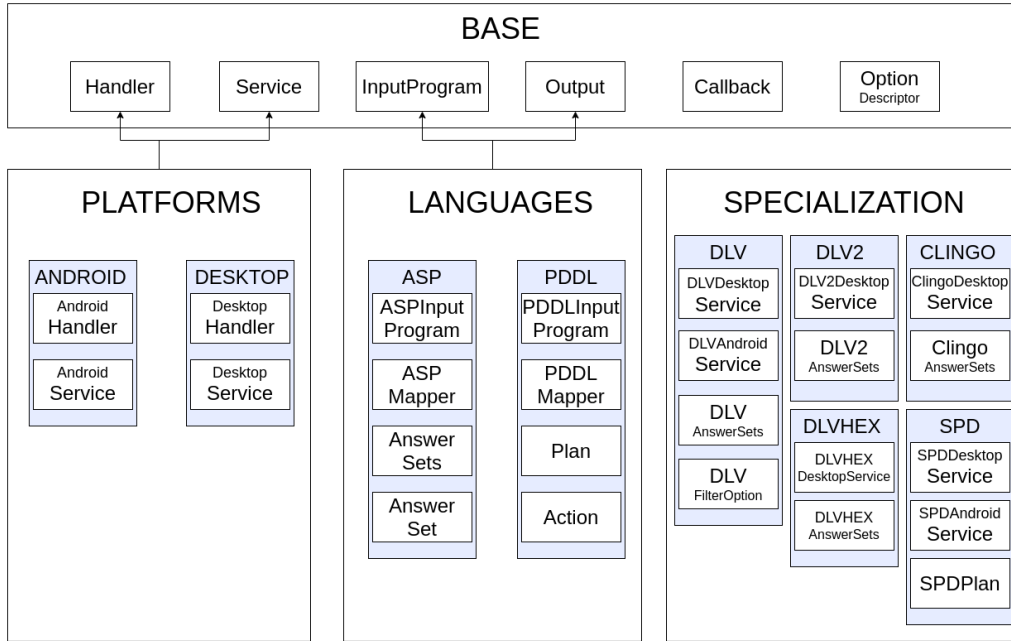 BASE
Handler
Service
InputProgram
Output
Callback
Option
Descriptor
PLATFORMS
ANDROID
Android
Handler
Android
Service
DESKTOP
Desktop
Handler
Desktop
Service
LANGUAGES
ASP
ASPInput
Program
ASP
Mapper
Answer
Sets
Answer
Set
PDDL
PDDLInput
Program
PDDL
Mapper
Plan
Action
SPECIALIZATION
DLV
DLVDesktop
Service
DLVAndroid
Service
DLV
AnswerSets
DLV
FilterOption
DLV2
DLV2Desktop
Service
DLV2
AnswerSets
CLINGO
ClingoDesktop
Service
Clingo
AnswerSets
DLVHEX
DLVHEX
DesktopService
DLVHEX
AnswerSets
SPD
SPDDesktop
Service
SPDAndroid
Service
SPDPlan